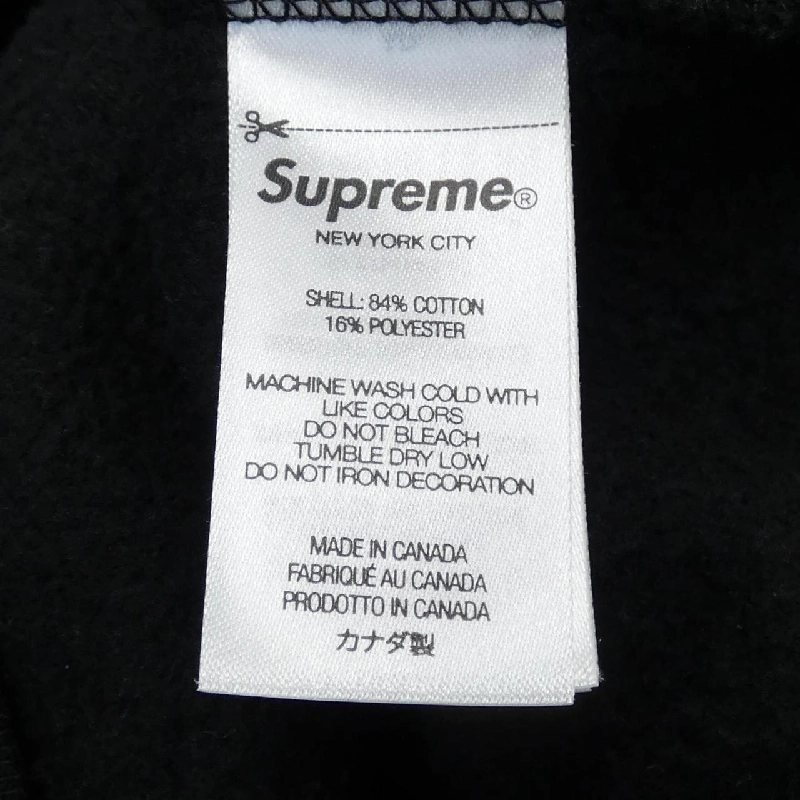 Supreme®
NEW YORK CITY
SHELL: 84% COTTON
16% POLYESTER
MACHINE WASH COLD WITH
LIKE COLORS
DO NOT BLEACH
TUMBLE DRY LOW
DO NOT IRON DECORATION
MADE IN CANADA
FABRIQUÉ AU CANADA
PRODOTTO IN CANADA
カナダ製